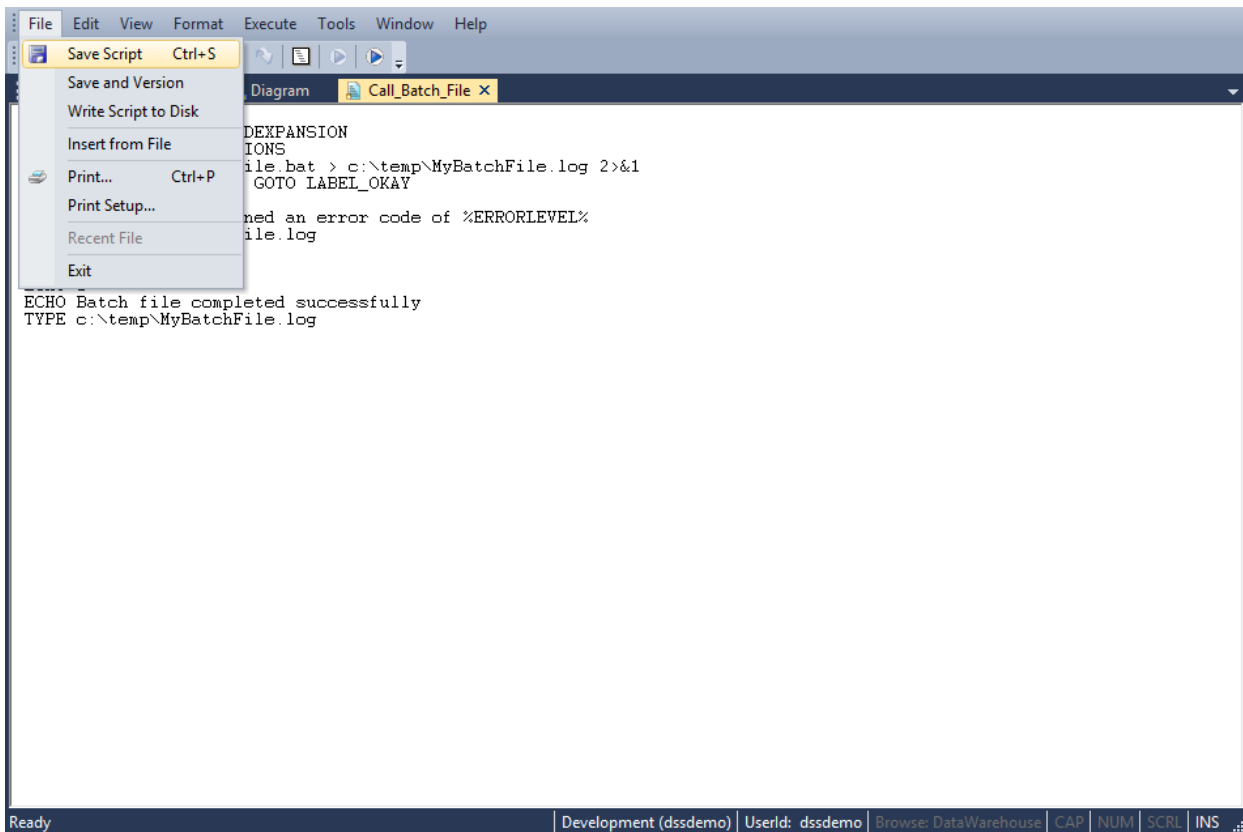 File Edit View Format Execute Tools Window Help
Save Script Ctrl+S
Save and Version
Write Script to Disk
Insert from File
Print... Ctrl+P
Print Setup...
Recent File
Exit
Diagram Call_Batch_File
DEXPANSION
IONS
ile.bat > c:\temp\MyBatchFile.log 2>&1
GOTO LABEL_OKAY
ned an error code of %ERRORLEVEL%
ile.log
ECHO Batch file completed successfully
TYPE c:\temp\MyBatchFile.log
Ready Development (dssdemo) UserId: dssdemo Browse: DataWarehouse CAP NUM SCRL INS